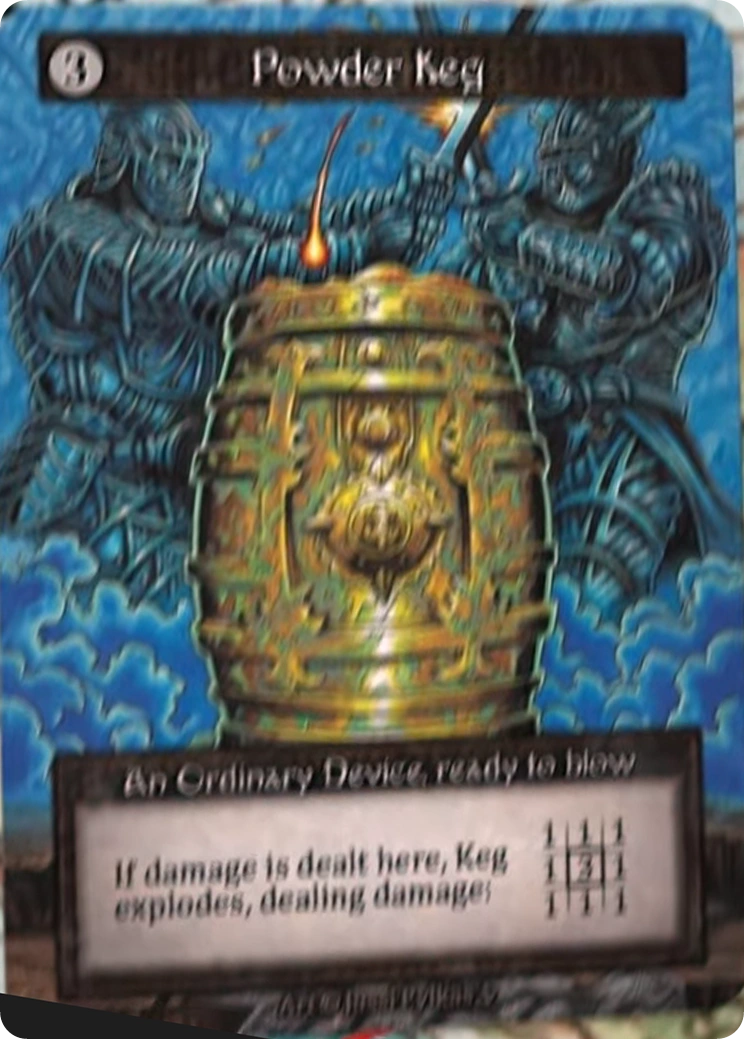 3 Powder Keg
An Ordinary Device, ready to blow
If damage is dealt here, Keg
explodes, dealing damage:
1 1 1
1 3 1
1 1 1
Art ©